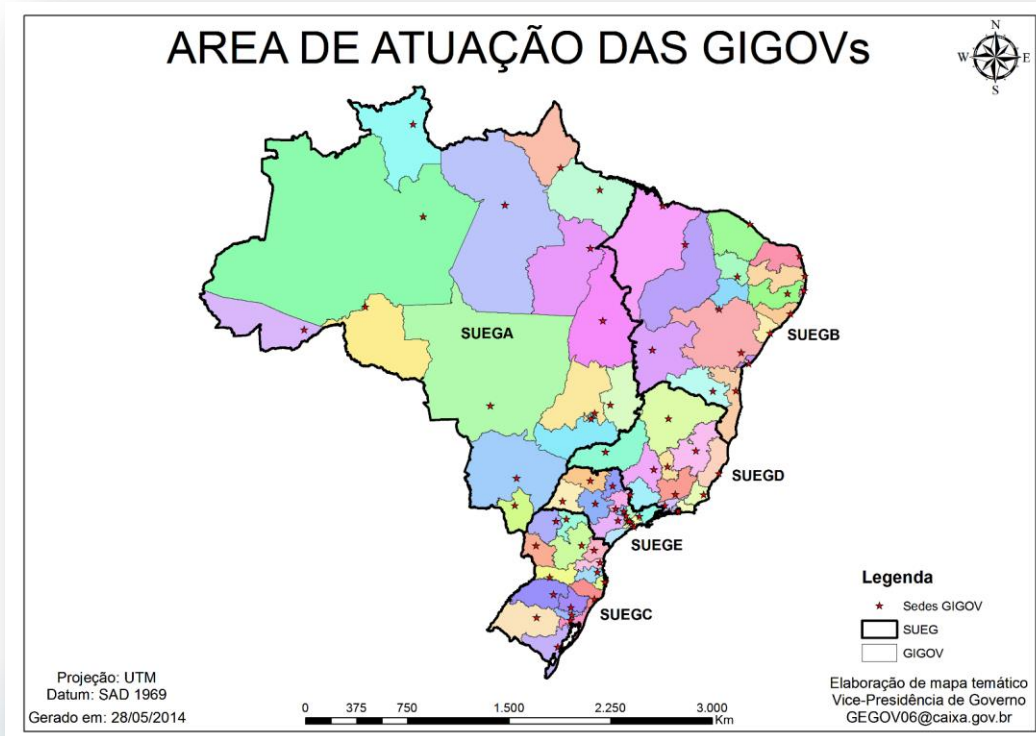 AREA DE ATUAÇÃO DAS GIGOVs
N
W E
S
SUEGA
SUEGB
SUEGD
SUEGE
SUEGC
Legenda
Sedes GIGOV
SUEG
GIGOV
Projeção: UTM
Datum: SAD 1969
Gerado em: 28/05/2014
0 375 750 1.500 2.250 3.000
Km
Elaboração de mapa temático
Vice-Presidência de Governo
GEGOV06@caixa.gov.br